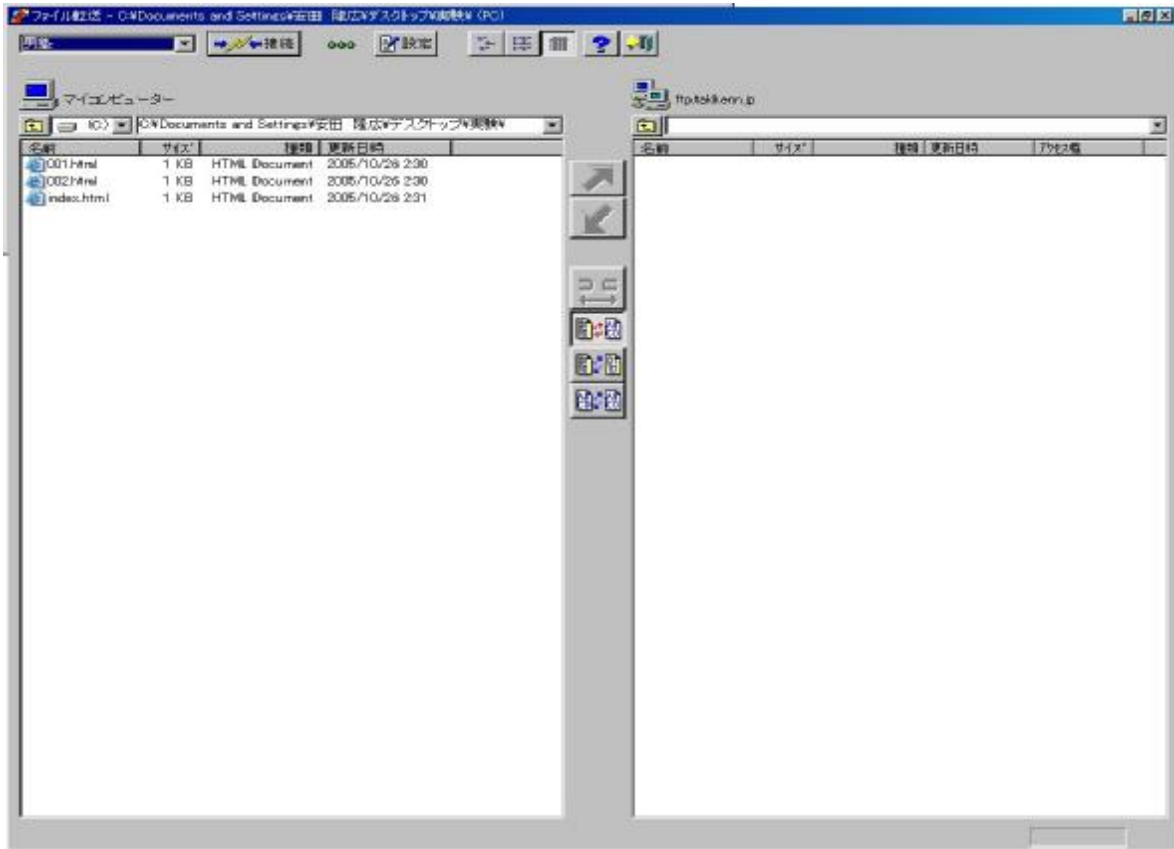 ファイル転送 - C:¥Documents and Settings¥安田 隆広¥デスクトップ¥実験¥ (PC)
接続 設定
マイコンピューター
(C:) C:¥Documents and Settings¥安田 隆広¥デスクトップ¥実験¥
名前 サイズ 種類 更新日時
001.html 1 KB HTML Document 2005/10/26 2:30
002.html 1 KB HTML Document 2005/10/26 2:30
index.html 1 KB HTML Document 2005/10/26 2:31
名前 サイズ 種類 更新日時 アクセス権